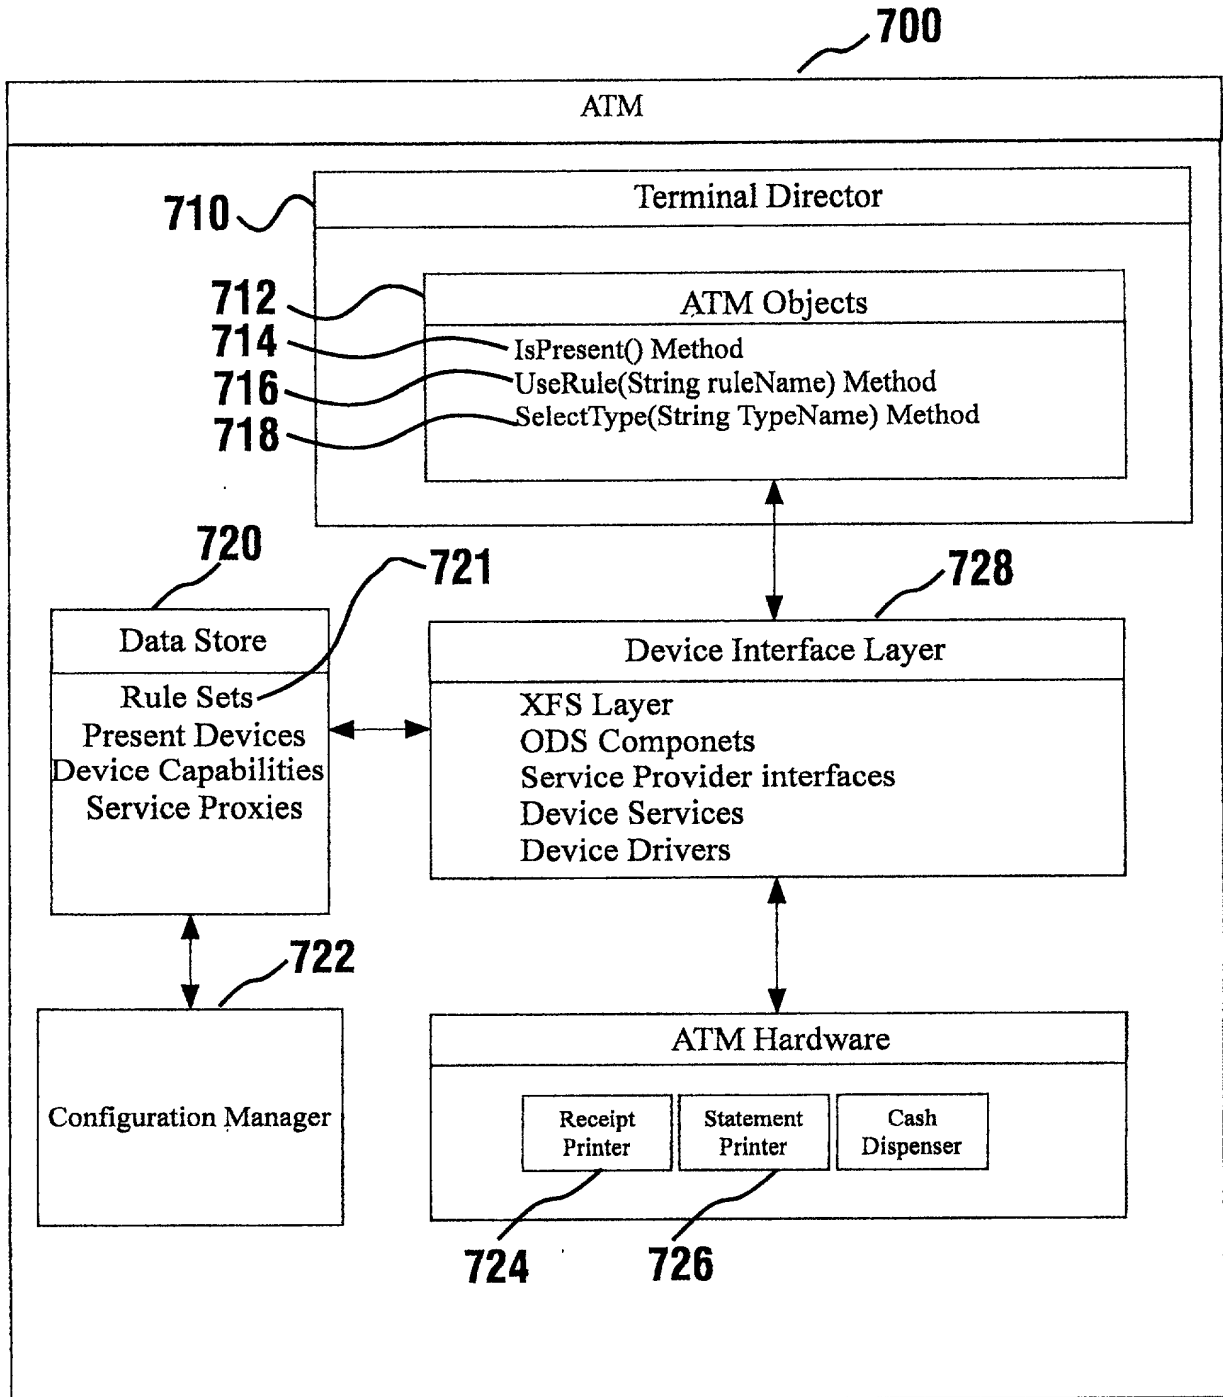 700
ATM
710
Terminal Director
712
ATM Objects
714
IsPresent() Method
716
UseRule(String ruleName) Method
718
SelectType(String TypeName) Method
720
721
728
Data Store
Rule Sets
Present Devices
Device Capabilities
Service Proxies
Device Interface Layer
XFS Layer
ODS Componets
Service Provider interfaces
Device Services
Device Drivers
722
Configuration Manager
ATM Hardware
Receipt
Printer
Statement
Printer
Cash
Dispenser
724
726